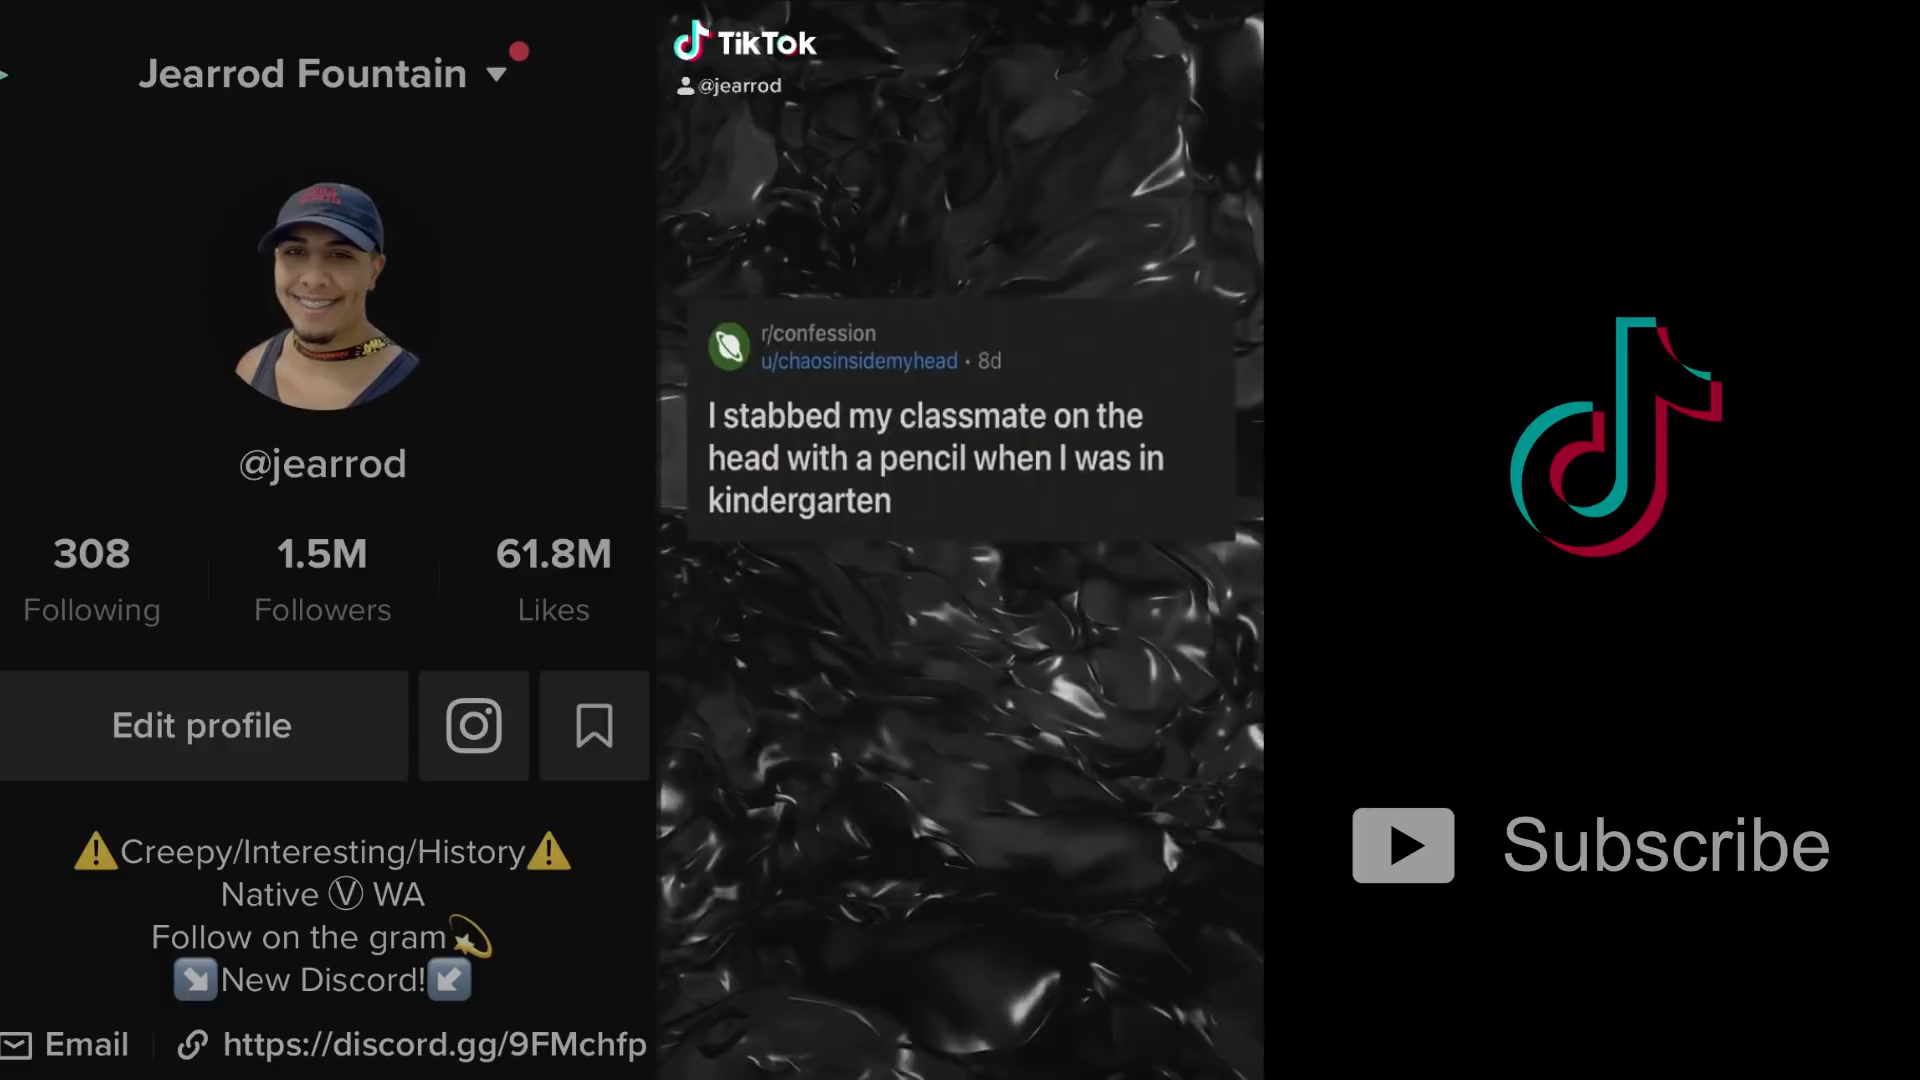 Jearrod Fountain
@jearrod
308
1.5M
61.8M
Following
Followers
Likes
Edit profile
⚠️Creepy/Interesting/History⚠️
Native Ⓥ WA
Follow on the gram💫
↘️New Discord!↙️
Email
https://discord.gg/9FMchfp
TikTok
@jearrod
r/confession
u/chaosinsidemyhead • 8d
I stabbed my classmate on the
head with a pencil when I was in
kindergarten
Subscribe